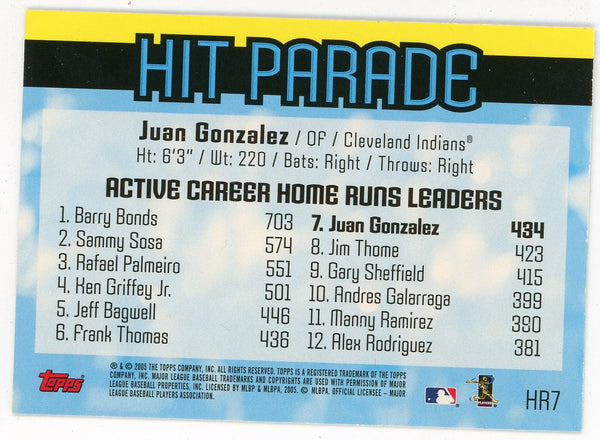 HIT PARADE
Juan Gonzalez / OF / Cleveland Indians®
Ht: 6'3" / Wt: 220 / Bats: Right / Throws: Right
ACTIVE CAREER HOME RUNS LEADERS
1. Barry Bonds 703
2. Sammy Sosa 574
3. Rafael Palmeiro 551
4. Ken Griffey Jr. 501
5. Jeff Bagwell 446
6. Frank Thomas 436
7. Juan Gonzalez 434
8. Jim Thome 423
9. Gary Sheffield 415
10. Andres Galarraga 399
11. Manny Ramirez 390
12. Alex Rodriguez 381
Topps
® & © 2005 THE TOPPS COMPANY, INC. ALL RIGHTS RESERVED. TOPPS IS A REGISTERED TRADEMARK OF THE TOPPS
COMPANY, INC. MAJOR LEAGUE BASEBALL TRADEMARKS AND COPYRIGHTS ARE USED WITH PERMISSION OF MAJOR
LEAGUE BASEBALL PROPERTIES, INC. LICENSED BY MLBP & MLBPA, 2005. © MLBPA. OFFICIAL LICENSEE – MAJOR
LEAGUE BASEBALL PLAYERS ASSOCIATION.
PLAYERS
HR7